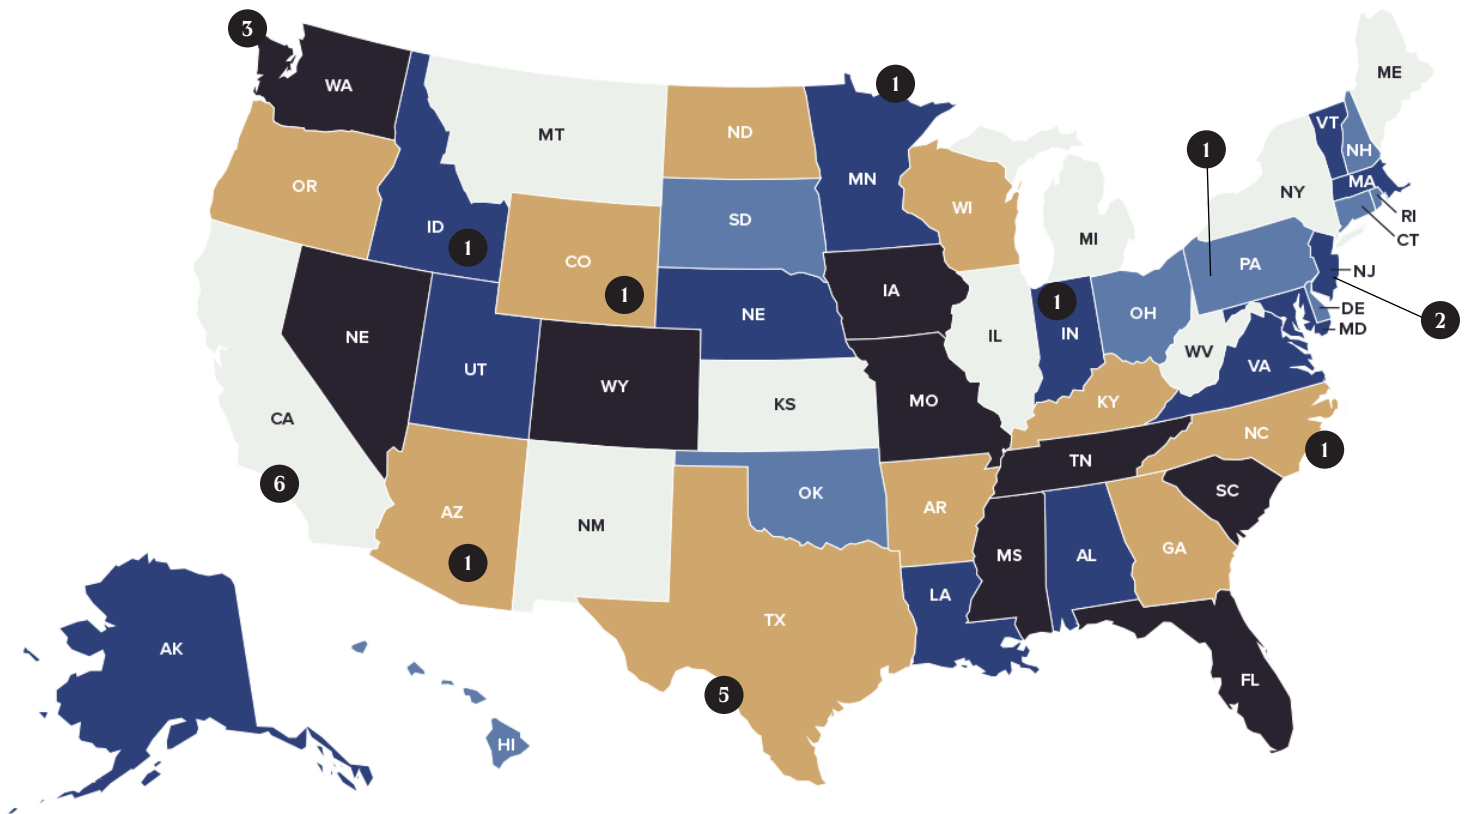 3
WA
1
ME
MT
ND
VT
NH
1
OR
MN
MA
NY
WI
RI
SD
ID
1
MI
CT
CO
PA
NJ
1
IA
1
NE
OH
DE
2
MD
NE
IL
IN
WV
UT
WY
VA
KS
MO
KY
CA
NC
1
TN
6
OK
SC
AZ
AR
NM
1
MS
AL
GA
LA
TX
AK
FL
5
HI